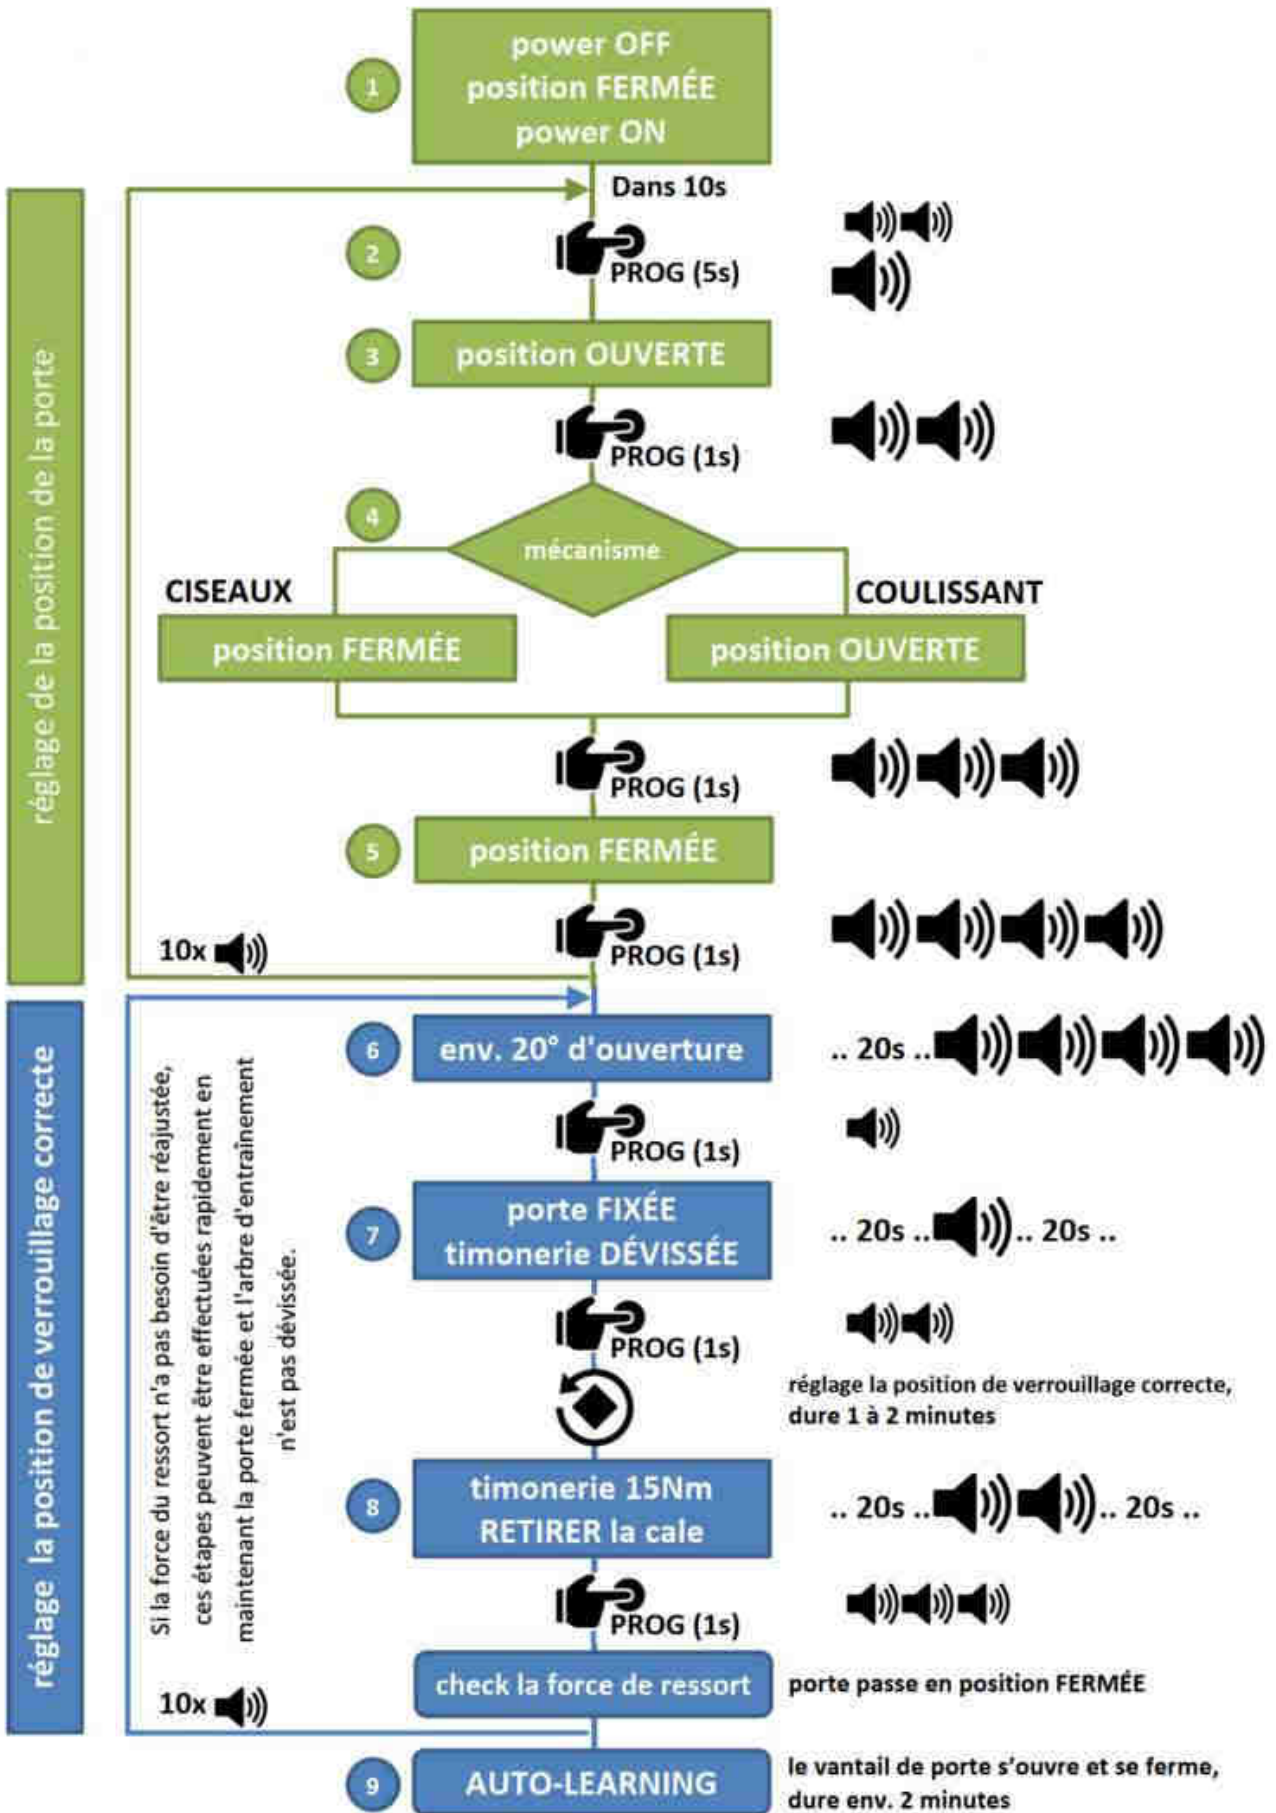 power OFF
position FERMÉE
power ON
1
Dans 10s
2
PROG (5s)
3
position OUVERTE
PROG (1s)
4
mécanisme
CISEAUX
COULISSANT
position FERMÉE
position OUVERTE
PROG (1s)
5
position FERMÉE
PROG (1s)
10x
réglage de la position de la porte
6
env. 20° d'ouverture
.. 20s ..
PROG (1s)
7
porte FIXÉE
timonerie DÉVISSÉE
.. 20s .. .. 20s ..
PROG (1s)
réglage la position de verrouillage correcte,
dure 1 à 2 minutes
8
timonerie 15Nm
RETIRER la cale
.. 20s .. .. 20s ..
PROG (1s)
check la force de ressort
porte passe en position FERMÉE
10x
9
AUTO-LEARNING
le vantail de porte s'ouvre et se ferme,
dure env. 2 minutes
réglage la position de verrouillage correcte
Si la force du ressort n'a pas besoin d'être réajustée,
ces étapes peuvent être effectuées rapidement en
maintenant la porte fermée et l'arbre d'entraînement
n'est pas dévissée.